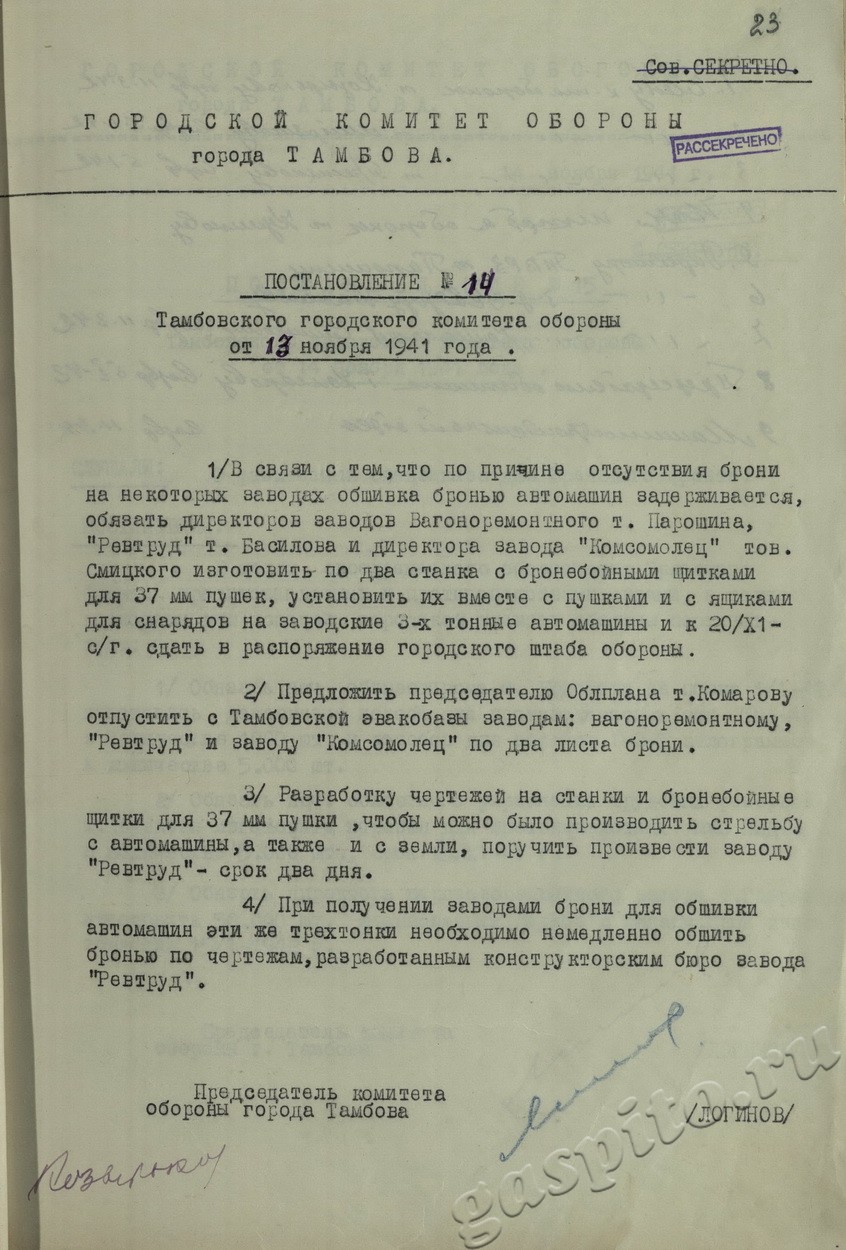 23
Сов.СЕКРЕТНО.
ГОРОДСКОЙ КОМИТЕТ ОБОРОНЫ
города ТАМБОВА.
РАССЕКРЕЧЕНО
ПОСТАНОВЛЕНИЕ № 14
Тамбовского городского комитета обороны
от 13 ноября 1941 года .
1/В связи с тем,что по причине отсутствия брони
на некоторых заводах обшивка бронью автомашин задерживается,
обязать директоров заводов Вагоноремонтного т. Парошина,
"Ревтруд" т. Басилова и директора завода "Комсомолец" тов.
Смицкого изготовить по два станка с бронебойными щитками
для 37 мм пушек, установить их вместе с пушками и с ящиками
для снарядов на заводские 3-х тонные автомашины и к 20/X1-
с/г. сдать в распоряжение городского штаба обороны.
2/ Предложить председателю Облплана т.Комарову
отпустить с Тамбовской эвакобазы заводам: вагоноремонтному,
"Ревтруд" и заводу "Комсомолец" по два листа брони.
3/ Разработку чертежей на станки и бронебойные
щитки для 37 мм пушки ,чтобы можно было производить стрельбу
с автомашины,а также и с земли, поручить произвести заводу
"Ревтруд"- срок два дня.
4/ При получении заводами брони для обшивки
автомашин эти же трехтонки необходимо немедленно обшить
бронью по чертежам,разработанным конструкторским бюро завода
"Ревтруд".
Председатель комитета
обороны города Тамбова /ЛОГИНОВ/
gaspito.ru